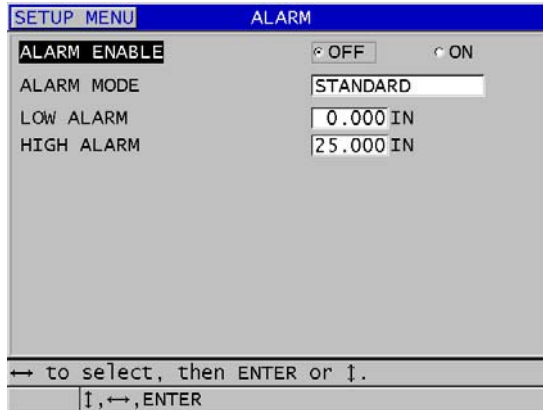 SETUP MENU ALARM
ALARM ENABLE OFF ON
ALARM MODE STANDARD
LOW ALARM 0.000 IN
HIGH ALARM 25.000 IN
↔ to select, then ENTER or ↕.
↕,↔,ENTER